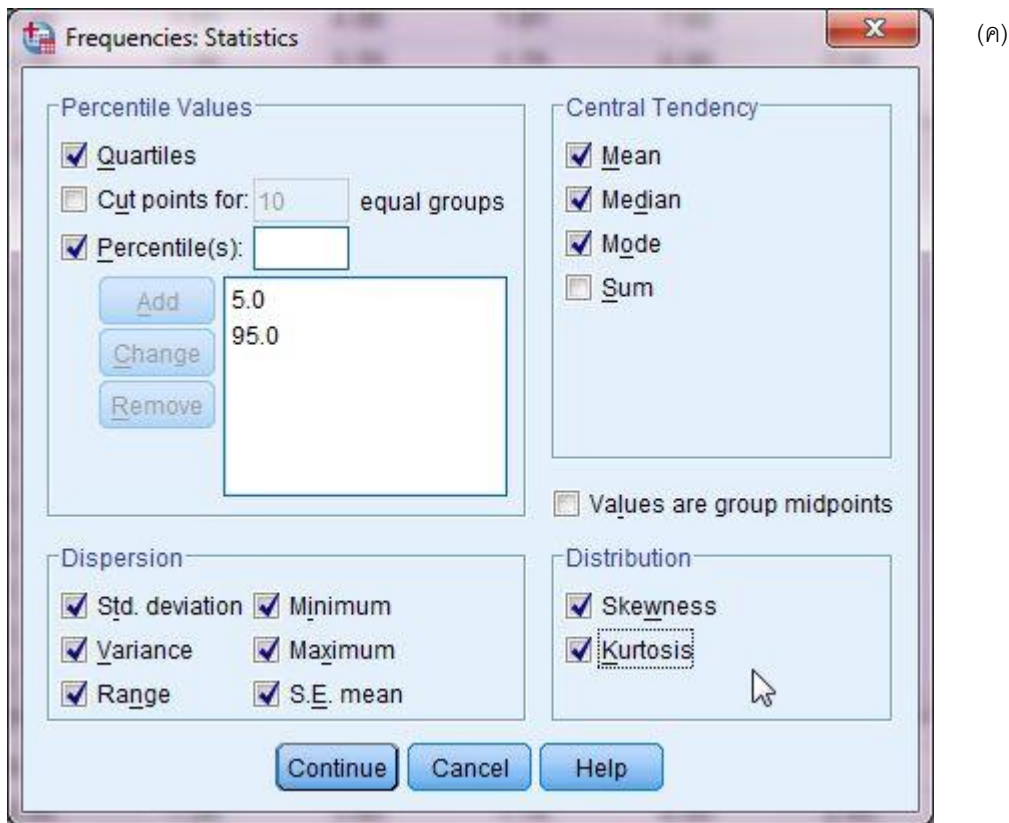 Frequencies: Statistics
(ค)
Percentile Values
Quartiles
Cut points for: 10 equal groups
Percentile(s):
Add
Change
Remove
5.0
95.0
Central Tendency
Mean
Median
Mode
Sum
Values are group midpoints
Dispersion
Std. deviation Minimum
Variance Maximum
Range S.E. mean
Distribution
Skewness
Kurtosis
Continue Cancel Help